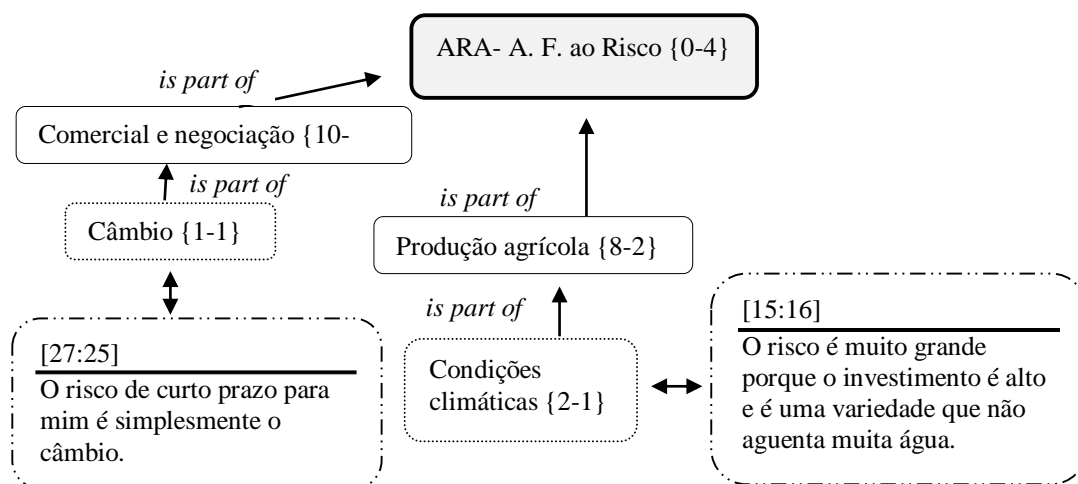 ARA- A. F. ao Risco {0-4}
is part of
Comercial e negociação {10-
is part of
Câmbio {1-1}
is part of
Produção agrícola {8-2}
is part of
[27:25]
O risco de curto prazo para
mim é simplesmente o
câmbio.
Condições
climáticas {2-1}
[15:16]
O risco é muito grande
porque o investimento é alto
e é uma variedade que não
aguenta muita água.